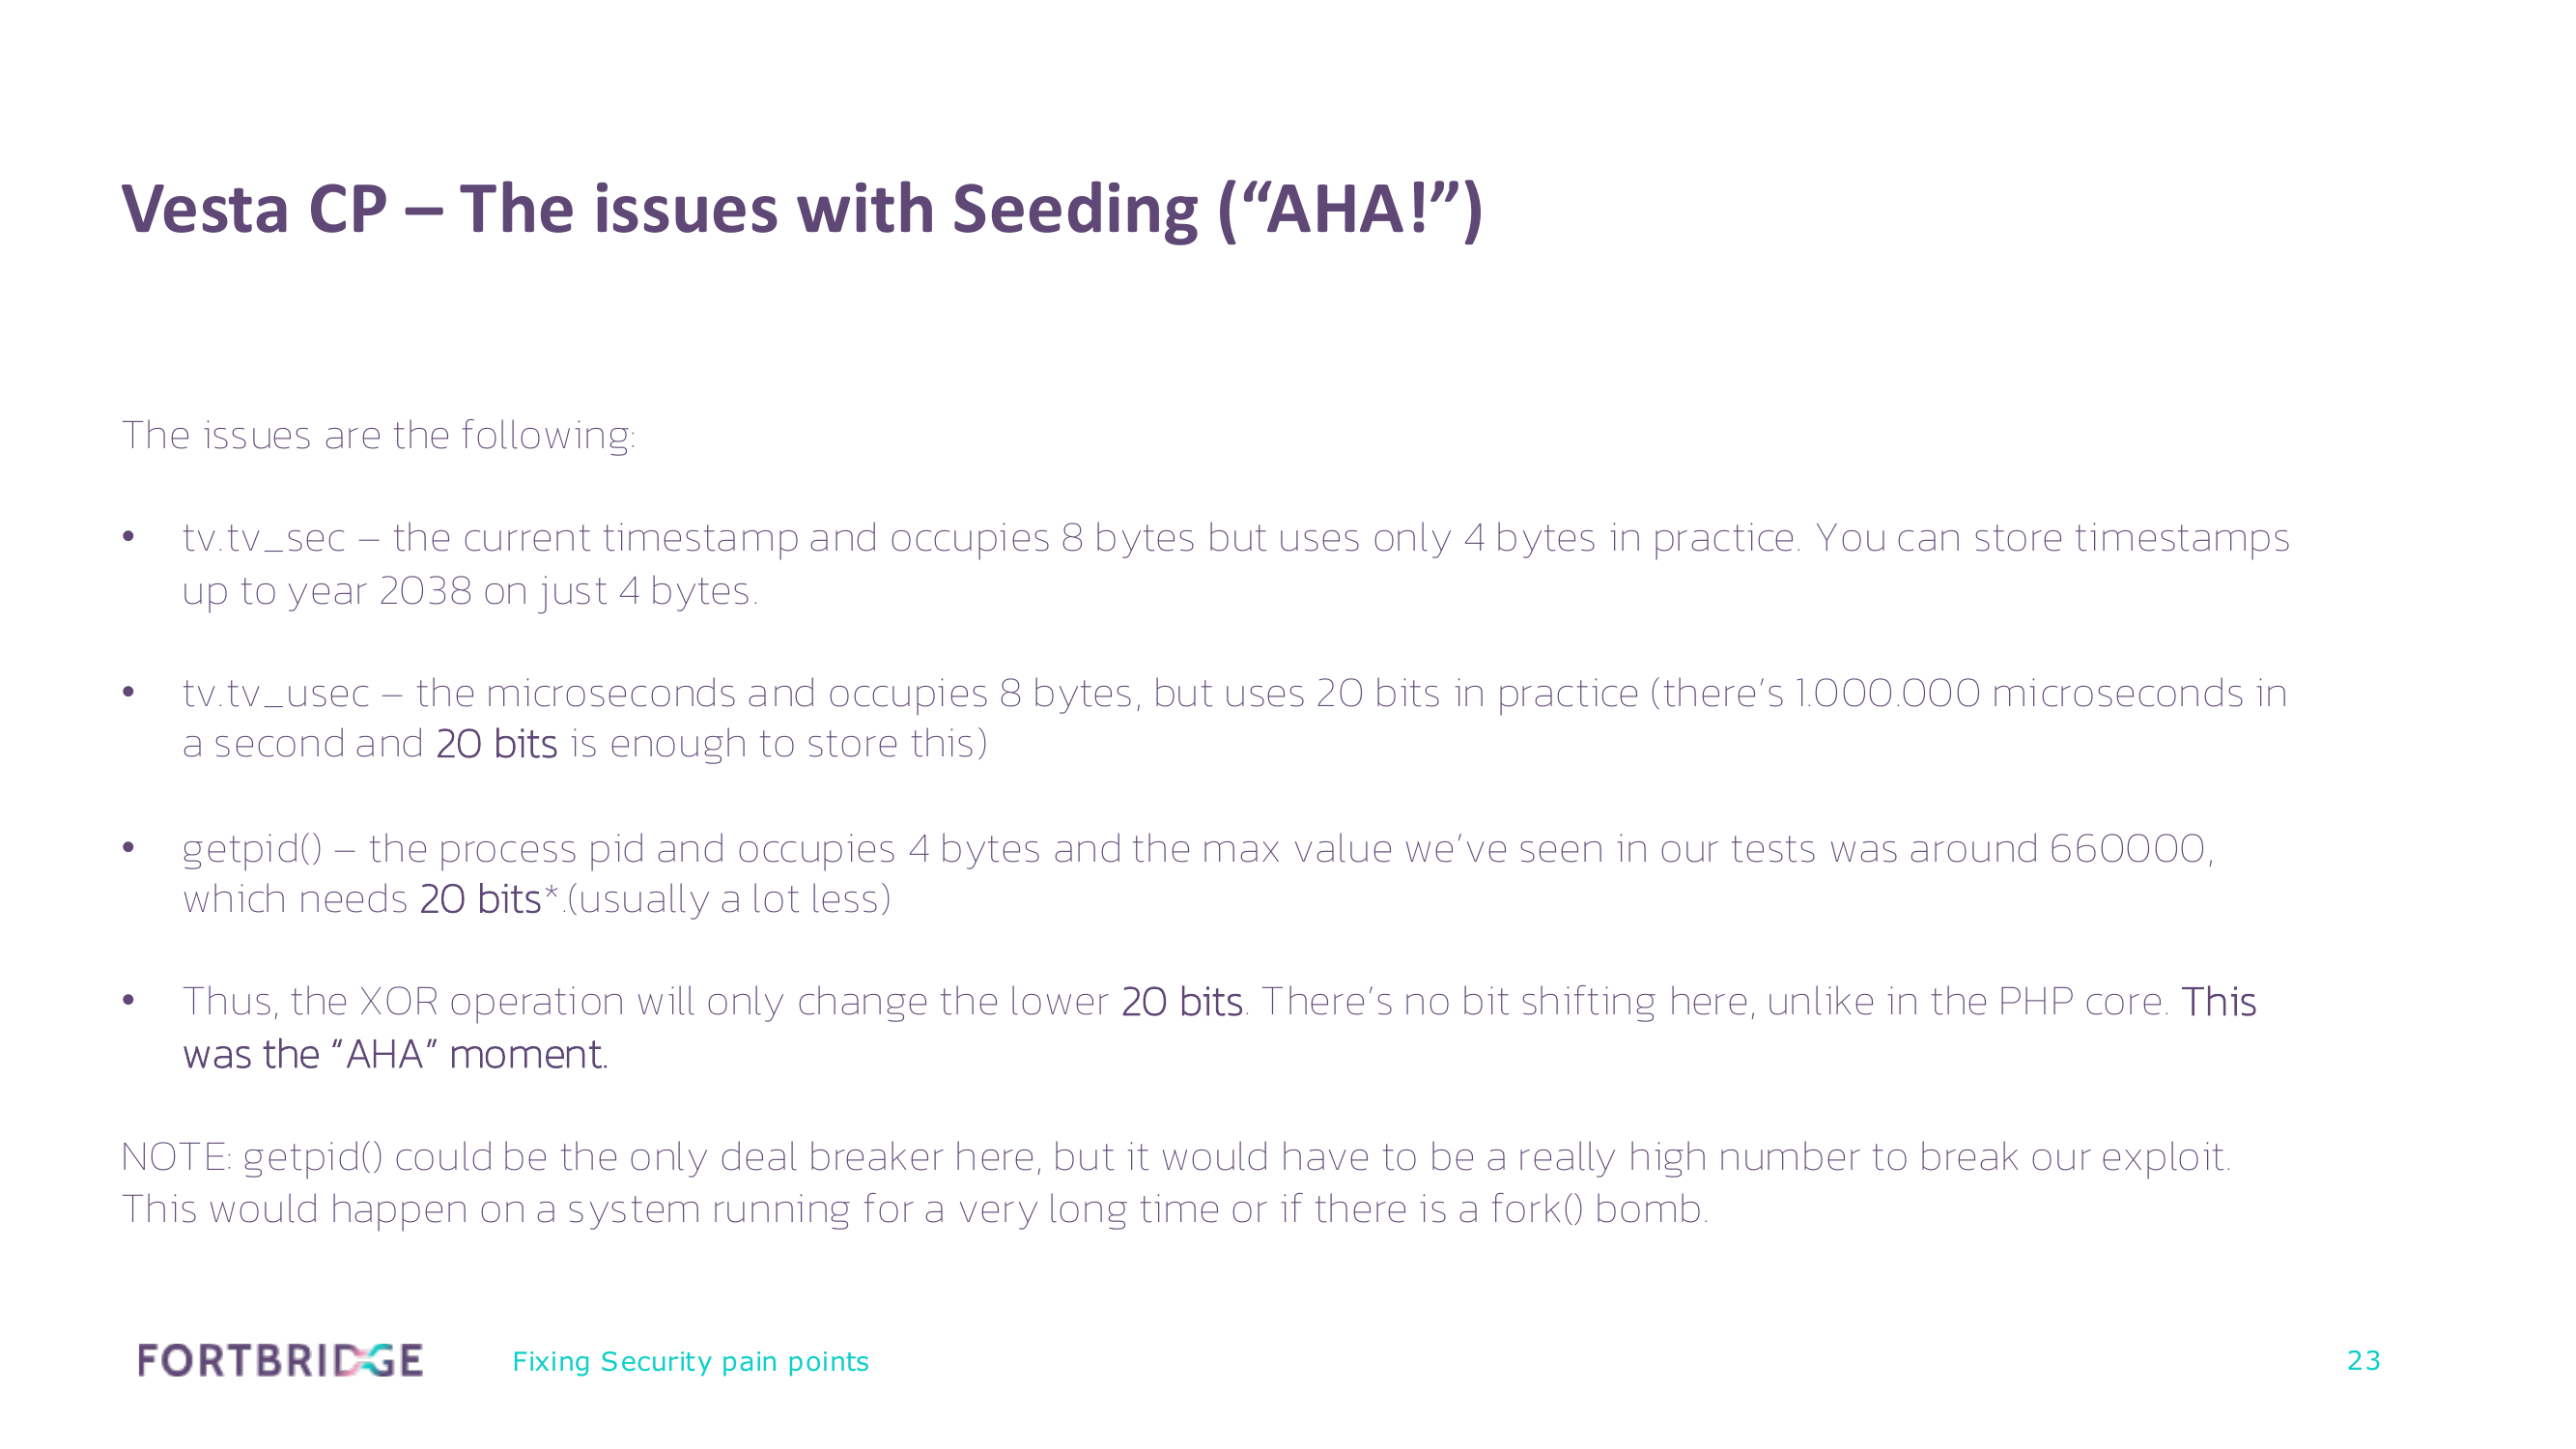 Vesta CP – The issues with Seeding (“AHA!”)
The issues are the following:
• tv.tv_sec – the current timestamp and occupies 8 bytes but uses only 4 bytes in practice. You can store timestamps
up to year 2038 on just 4 bytes.
• tv.tv_usec – the microseconds and occupies 8 bytes, but uses 20 bits in practice (there’s 1.000.000 microseconds in
a second and 20 bits is enough to store this)
• getpid() – the process pid and occupies 4 bytes and the max value we’ve seen in our tests was around 660000,
which needs 20 bits*.(usually a lot less)
• Thus, the XOR operation will only change the lower 20 bits. There’s no bit shifting here, unlike in the PHP core. This
was the “AHA” moment.
NOTE: getpid() could be the only deal breaker here, but it would have to be a really high number to break our exploit.
This would happen on a system running for a very long time or if there is a fork() bomb.
FORTBRIDGE
Fixing Security pain points
23